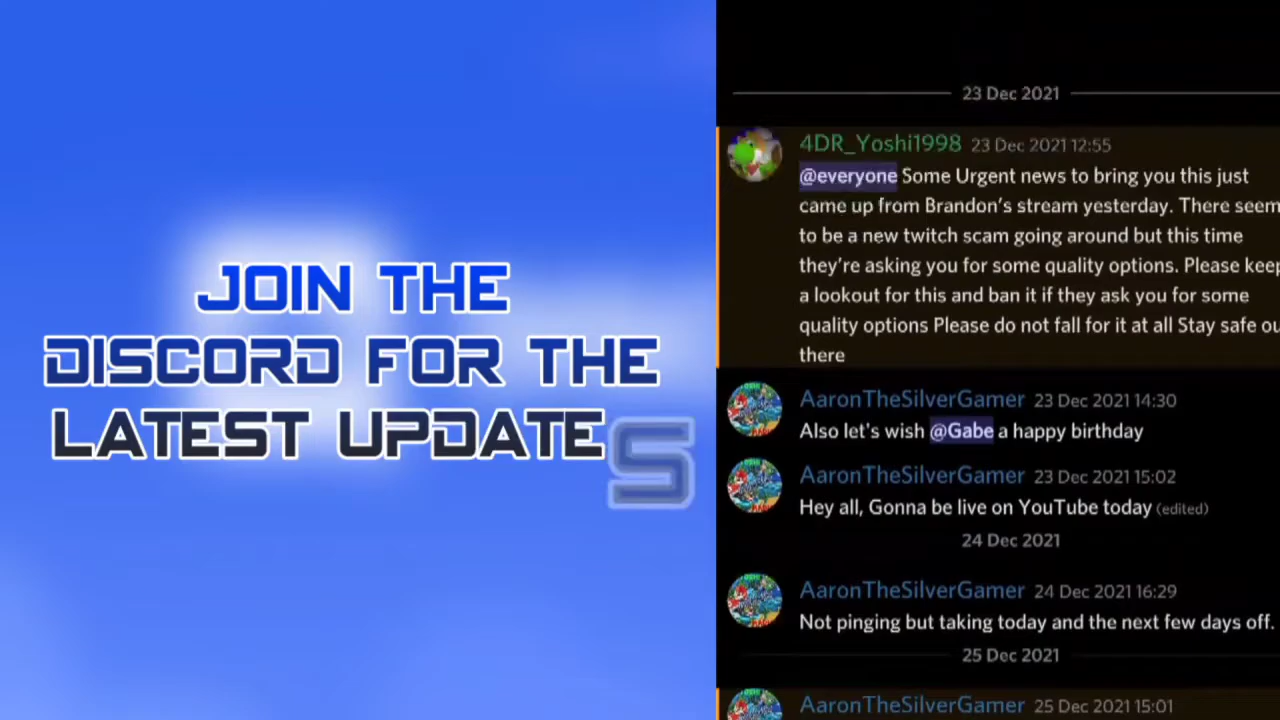 JOIN THE
DISCORD FOR THE
LATEST UPDATES
23 Dec 2021
4DR_Yoshi1998 23 Dec 2021 12:55
@everyone Some Urgent news to bring you this just
came up from Brandon's stream yesterday. There seem
to be a new twitch scam going around but this time
they're asking you for some quality options. Please keep
a lookout for this and ban it if they ask you for some
quality options Please do not fall for it at all Stay safe ou
there
AaronTheSilverGamer 23 Dec 2021 14:30
Also let's wish @Gabe a happy birthday
AaronTheSilverGamer 23 Dec 2021 15:02
Hey all, Gonna be live on YouTube today (edited)
24 Dec 2021
AaronTheSilverGamer 24 Dec 2021 16:29
Not pinging but taking today and the next few days off.
25 Dec 2021
AaronTheSilverGamer 25 Dec 2021 15:01